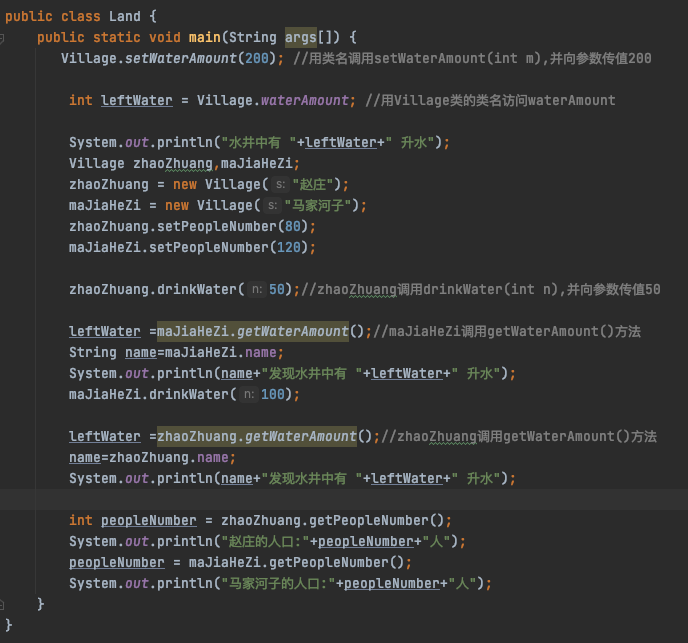 public class Land {
public static void main(String args[]) {
Village.setWaterAmount(200); //用类名调用setWaterAmount(int m),并向参数传值200
int leftWater = Village.waterAmount; //用Village类的类名访问waterAmount
System.out.println("水井中有 "+leftWater+" 升水");
Village zhaoZhuang,maJiaHeZi;
zhaoZhuang = new Village( s: "赵庄");
maJiaHeZi = new Village( s: "马家河子");
zhaoZhuang.setPeopleNumber(80);
maJiaHeZi.setPeopleNumber(120);
zhaoZhuang.drinkWater( n: 50);//zhaoZhuang调用drinkWater(int n),并向参数传值50
leftWater =maJiaHeZi.getWaterAmount();//maJiaHeZi调用getWaterAmount()方法
String name=maJiaHeZi.name;
System.out.println(name+"发现水井中有 "+leftWater+" 升水");
maJiaHeZi.drinkWater( n: 100);
leftWater =zhaoZhuang.getWaterAmount();//zhaoZhuang调用getWaterAmount()方法
name=zhaoZhuang.name;
System.out.println(name+"发现水井中有 "+leftWater+" 升水");
int peopleNumber = zhaoZhuang.getPeopleNumber();
System.out.println("赵庄的人口:"+peopleNumber+"人");
peopleNumber = maJiaHeZi.getPeopleNumber();
System.out.println("马家河子的人口:"+peopleNumber+"人");
}
}